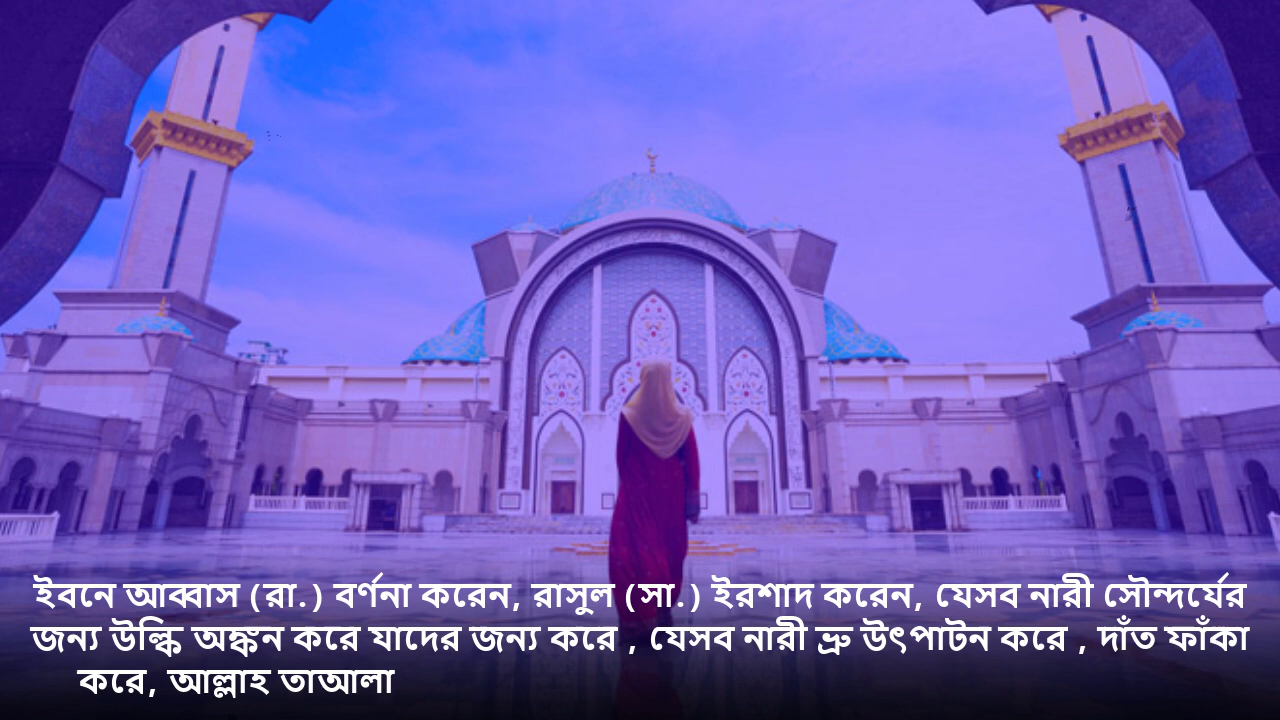 ইবনে আব্বাস (রা.) বর্ণনা করেন, রাসুল (সা.) ইরশাদ করেন, যেসব নারী সৌন্দর্যের
জন্য উল্কি অঙ্কন করে যাদের জন্য করে , যেসব নারী ভ্রু উৎপাটন করে , দাঁত ফাঁকা
করে, আল্লাহ তাআলা